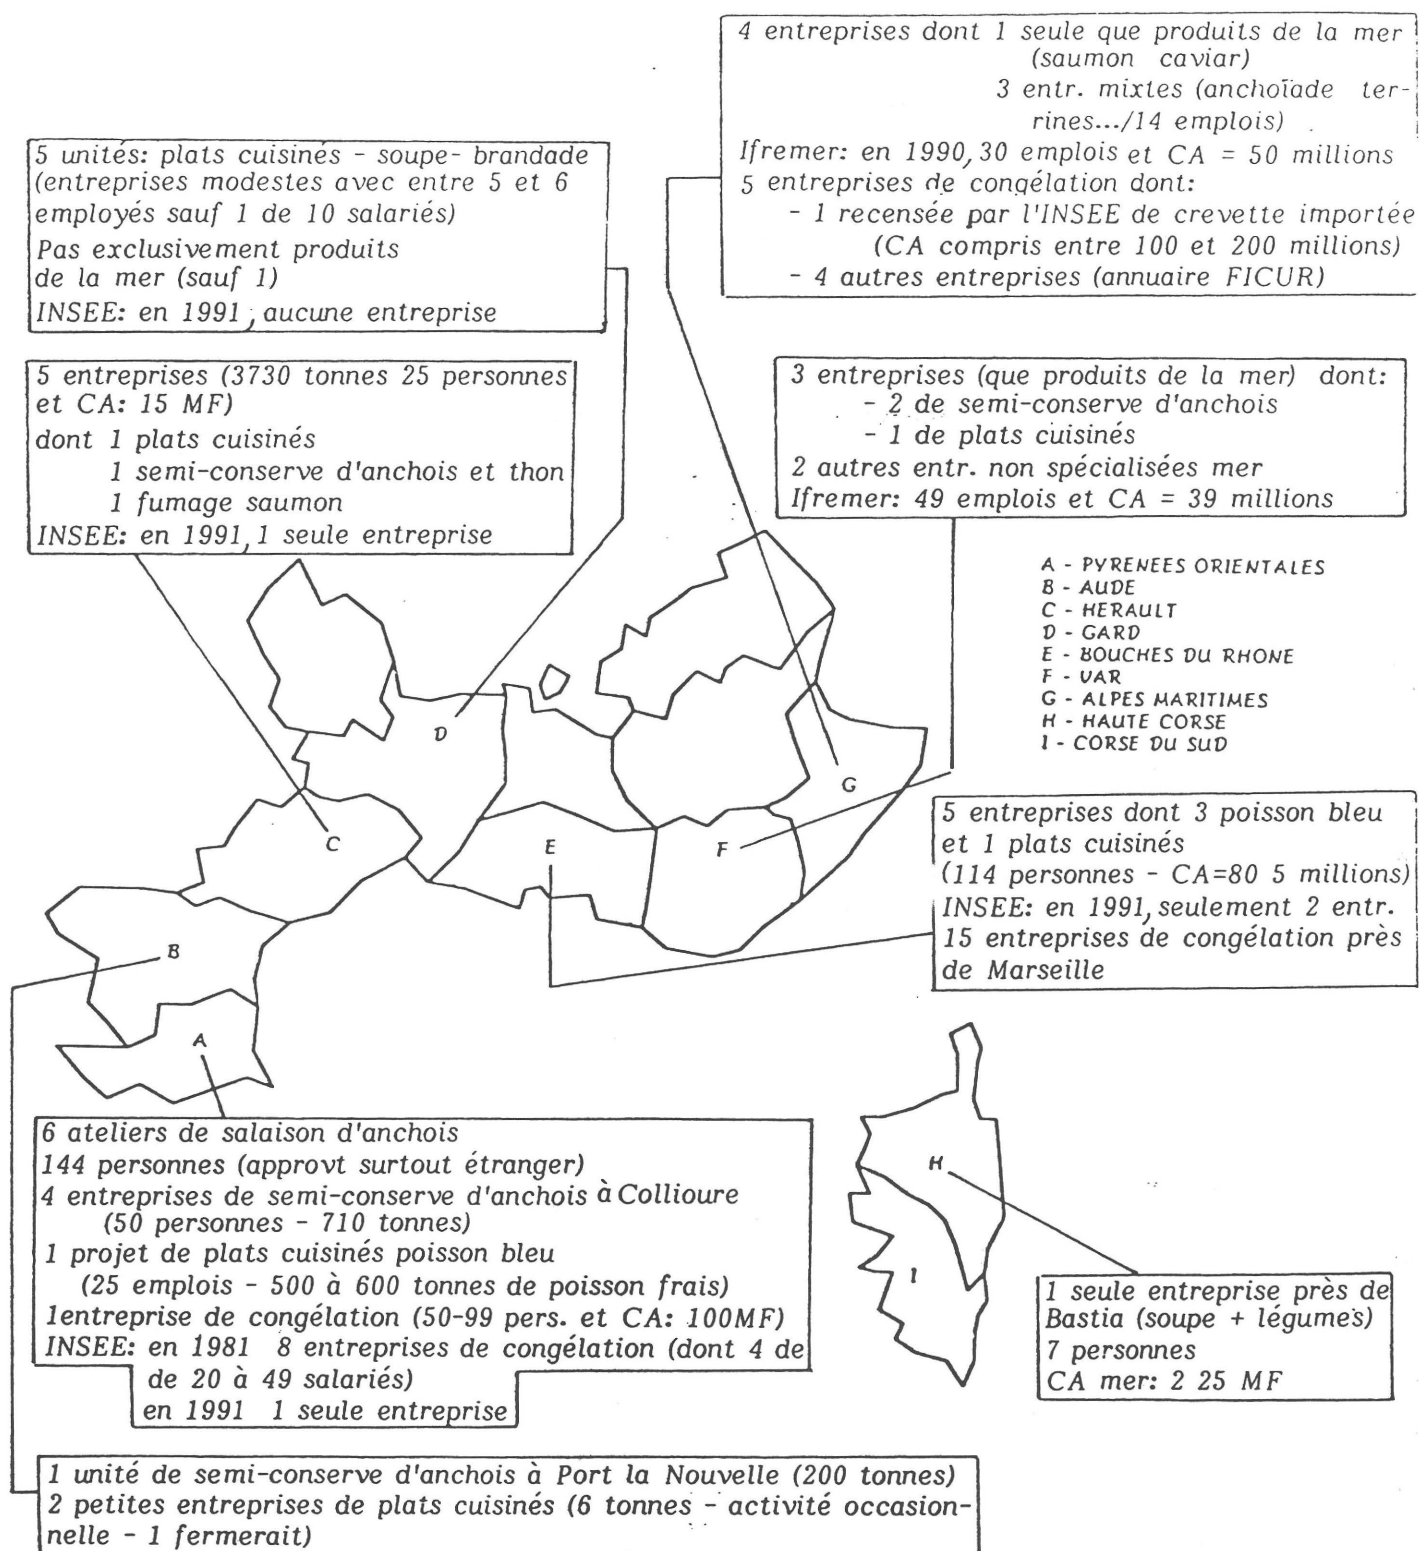 4 entreprises dont 1 seule que produits de la mer
(saumon caviar)
3 entr. mixtes (anchoïade ter-
rines.../14 emplois)
Ifremer: en 1990, 30 emplois et CA = 50 millions
5 entreprises de congélation dont:
- 1 recensée par l'INSEE de crevette importée
(CA compris entre 100 et 200 millions)
- 4 autres entreprises (annuaire FICUR)
5 unités: plats cuisinés - soupe- brandade
(entreprises modestes avec entre 5 et 6
employés sauf 1 de 10 salariés)
Pas exclusivement produits
de la mer (sauf 1)
INSEE: en 1991, aucune entreprise
5 entreprises (3730 tonnes 25 personnes
et CA: 15 MF)
dont 1 plats cuisinés
1 semi-conserve d'anchois et thon
1 fumage saumon
INSEE: en 1991, 1 seule entreprise
3 entreprises (que produits de la mer) dont:
- 2 de semi-conserve d'anchois
- 1 de plats cuisinés
2 autres entr. non spécialisées mer
Ifremer: 49 emplois et CA = 39 millions
A - PYRENEES ORIENTALES
B - AUDE
C - HERAULT
D - GARD
E - BOUCHES DU RHONE
F - VAR
G - ALPES MARITIMES
H - HAUTE CORSE
I - CORSE DU SUD
D
G
C
E
F
B
A
H
I
5 entreprises dont 3 poisson bleu
et 1 plats cuisinés
(114 personnes - CA=80 5 millions)
INSEE: en 1991, seulement 2 entr.
15 entreprises de congélation près
de Marseille
6 ateliers de salaison d'anchois
144 personnes (approvt surtout étranger)
4 entreprises de semi-conserve d'anchois à Collioure
(50 personnes - 710 tonnes)
1 projet de plats cuisinés poisson bleu
(25 emplois - 500 à 600 tonnes de poisson frais)
1entreprise de congélation (50-99 pers. et CA: 100MF)
INSEE: en 1981 8 entreprises de congélation (dont 4 de
de 20 à 49 salariés)
en 1991 1 seule entreprise
1 seule entreprise près de
Bastia (soupe + légumes)
7 personnes
CA mer: 2 25 MF
1 unité de semi-conserve d'anchois à Port la Nouvelle (200 tonnes)
2 petites entreprises de plats cuisinés (6 tonnes - activité occasion-
nelle - 1 fermerait)